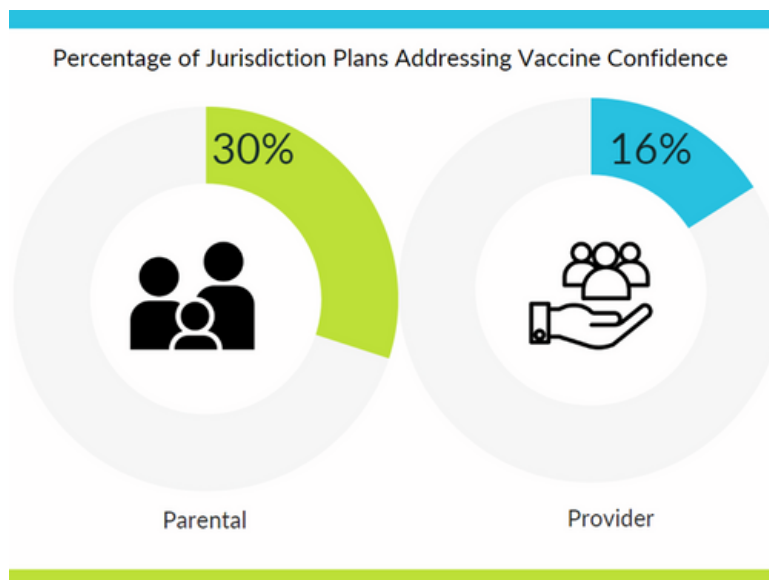 Percentage of Jurisdiction Plans Addressing Vaccine Confidence
30%
16%
Parental
Provider